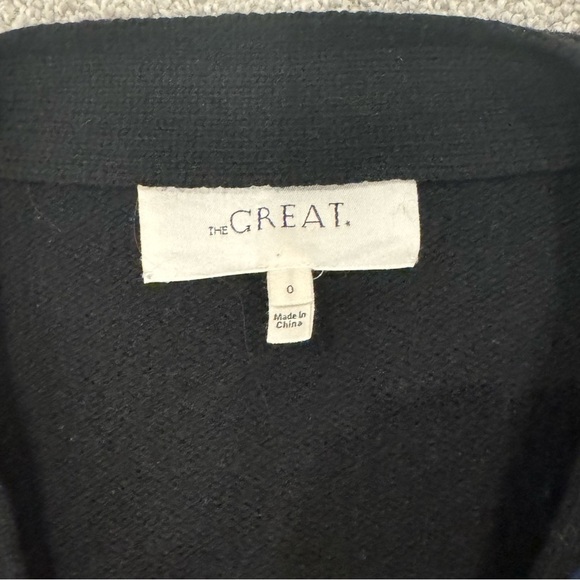 THE GREAT.
0
Made In
China